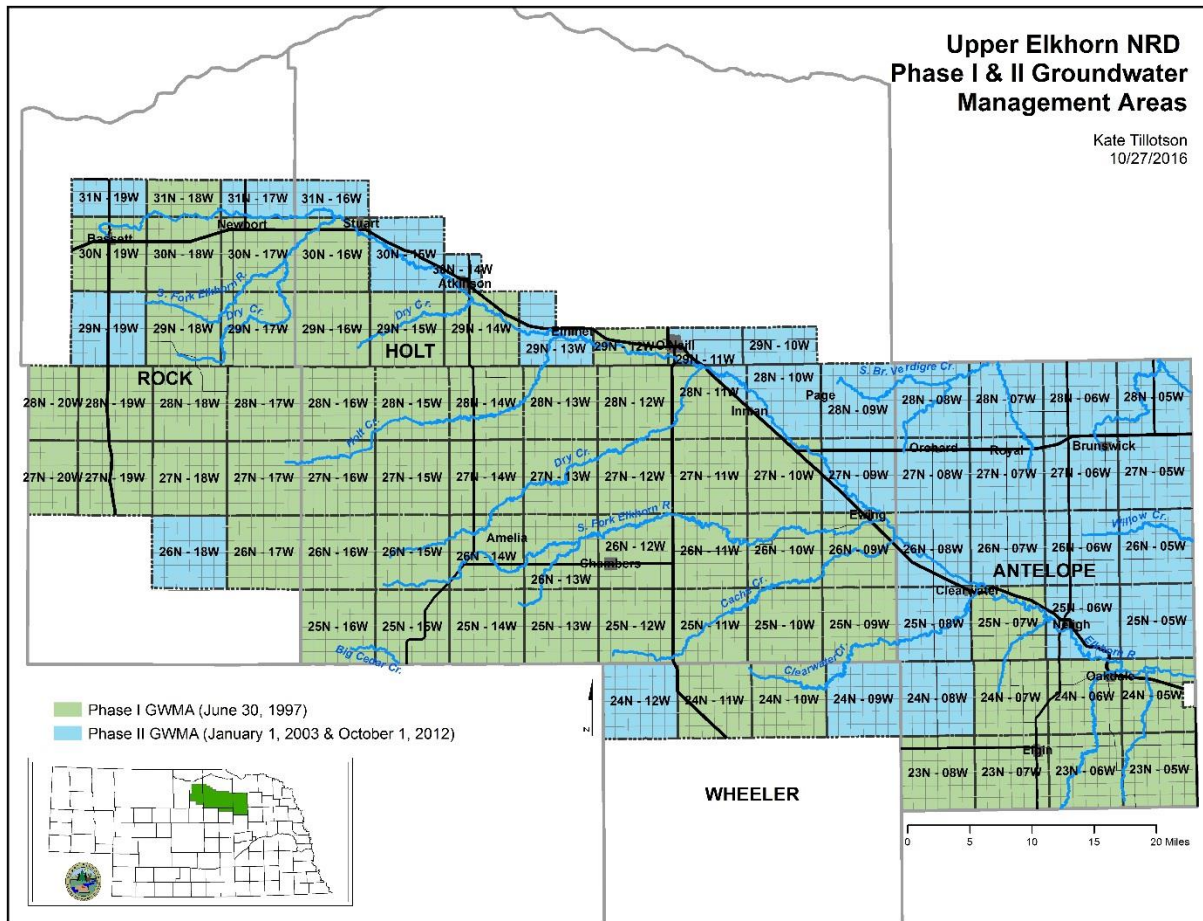 Upper Elkhorn NRD
Phase I & II Groundwater
Management Areas
Kate Tillotson
10/27/2016
31N - 19W 31N - 18W 31N - 17W 31N - 16W
Bassett Newport Stuart
30N - 19W 30N - 18W 30N - 17W 30N - 16W 30N - 15W 30N - 14W
Atkinson
S. Fork Elkhorn R.
Dry Cr. Dry Cr.
29N - 19W 29N - 18W 29N - 17W 29N - 16W 29N - 15W 29N - 14W 29N - 13W 29N - 12W 29N - 11W 29N - 10W
Emmet O'Neill
HOLT
ROCK
28N - 20W 28N - 19W 28N - 18W 28N - 17W 28N - 16W 28N - 15W 28N - 14W 28N - 13W 28N - 12W 28N - 11W 28N - 10W 28N - 09W 28N - 08W 28N - 07W 28N - 06W 28N - 05W
S. Br. Verdigre Cr.
Page
Inman
Holt Cr.
Dry Cr.
Orchard Royal Brunswick
27N - 20W 27N - 19W 27N - 18W 27N - 17W 27N - 16W 27N - 15W 27N - 14W 27N - 13W 27N - 12W 27N - 11W 27N - 10W 27N - 09W 27N - 08W 27N - 07W 27N - 06W 27N - 05W
S. Fork Elkhorn R.
Ewing
Willow Cr.
Amelia
26N - 18W 26N - 17W 26N - 16W 26N - 15W 26N - 14W 26N - 13W 26N - 12W 26N - 11W 26N - 10W 26N - 09W 26N - 08W 26N - 07W 26N - 06W 26N - 05W
Chambers
ANTELOPE
Cache Cr.
Clearwater
25N - 16W 25N - 15W 25N - 14W 25N - 13W 25N - 12W 25N - 11W 25N - 10W 25N - 09W 25N - 08W 25N - 07W 25N - 06W 25N - 05W
Neligh
Elkhorn R.
Big Cedar Cr.
Clearwater Cr.
Oakdale
24N - 12W 24N - 11W 24N - 10W 24N - 09W 24N - 08W 24N - 07W 24N - 06W 24N - 05W
Elgin
23N - 08W 23N - 07W 23N - 06W 23N - 05W
WHEELER
Phase I GWMA (June 30, 1997)
Phase II GWMA (January 1, 2003 & October 1, 2012)
N
0 5 10 15 20 Miles